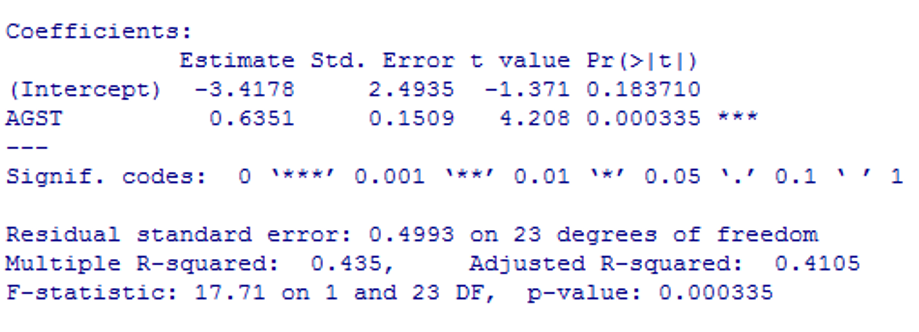 Coefficients:
Estimate Std. Error t value Pr(>|t|)
(Intercept) -3.4178 2.4935 -1.371 0.183710
AGST 0.6351 0.1509 4.208 0.000335 ***
---
Signif. codes: 0 ‘***’ 0.001 ‘**’ 0.01 ‘*’ 0.05 ‘.’ 0.1 ‘ ’ 1
Residual standard error: 0.4993 on 23 degrees of freedom
Multiple R-squared: 0.435, Adjusted R-squared: 0.4105
F-statistic: 17.71 on 1 and 23 DF, p-value: 0.000335